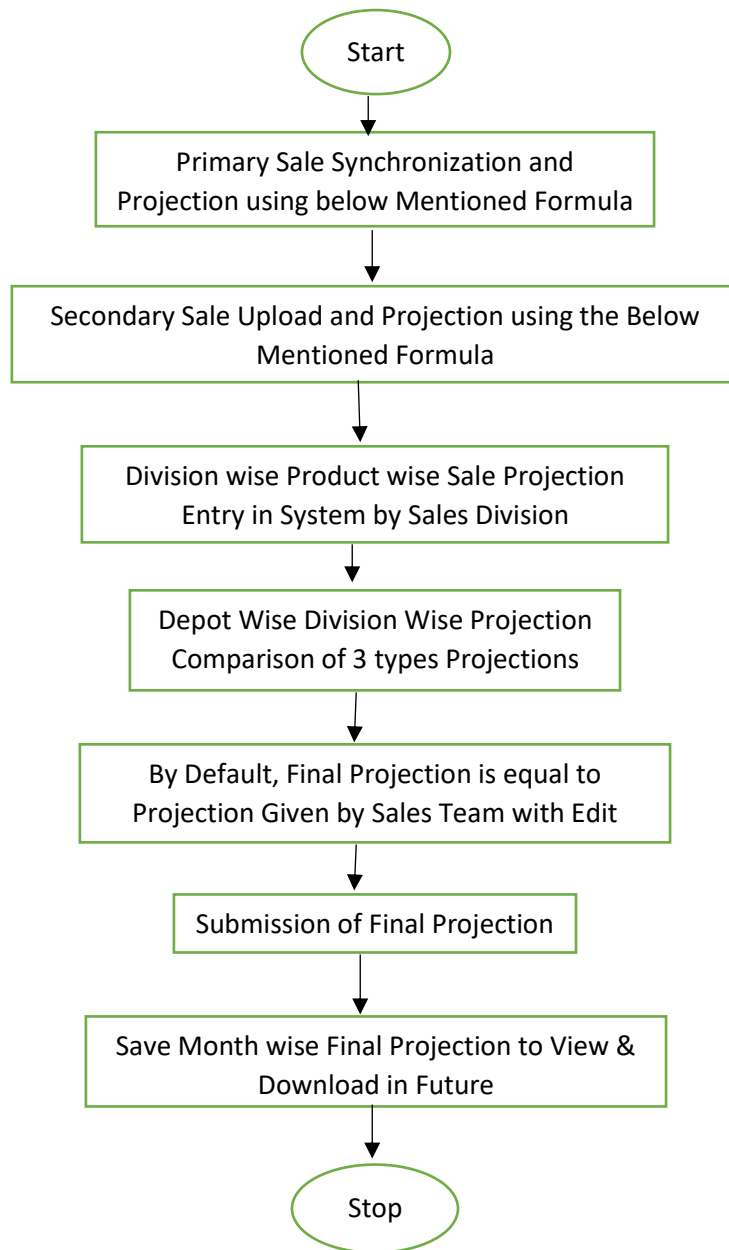 Start
Primary Sale Synchronization and
Projection using below Mentioned Formula
Secondary Sale Upload and Projection using the Below
Mentioned Formula
Division wise Product wise Sale Projection
Entry in System by Sales Division
Depot Wise Division Wise Projection
Comparison of 3 types Projections
By Default, Final Projection is equal to
Projection Given by Sales Team with Edit
Submission of Final Projection
Save Month wise Final Projection to View &
Download in Future
Stop